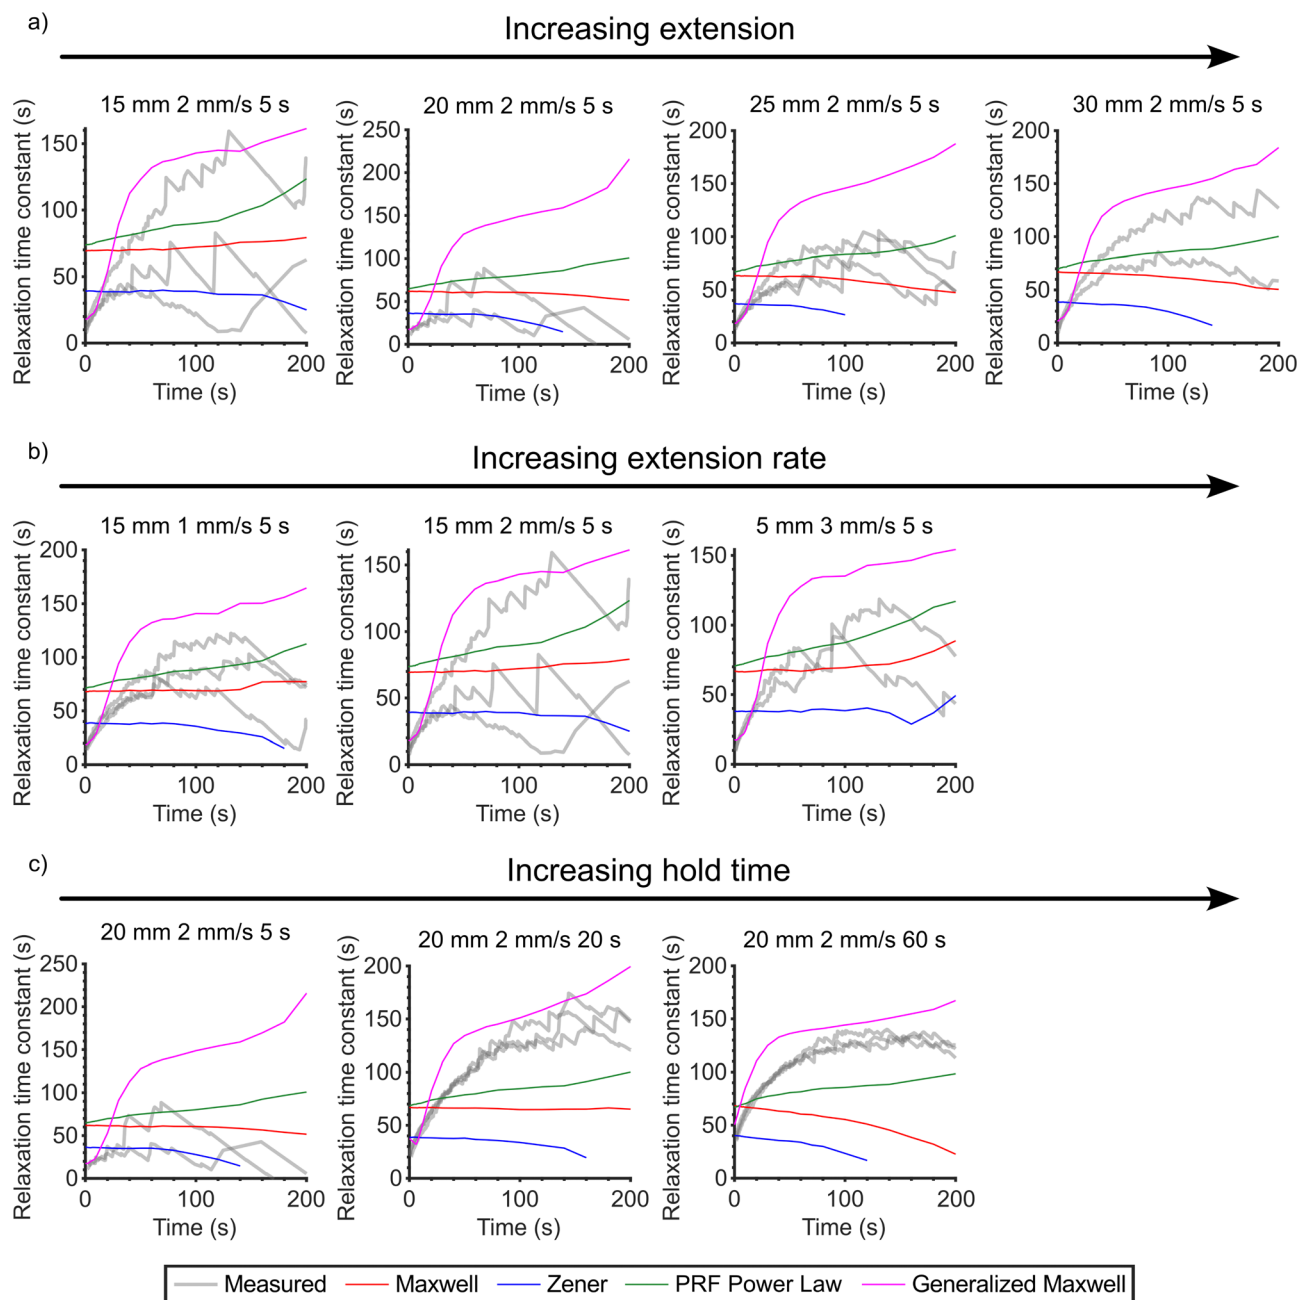 a)
Increasing extension
15 mm 2 mm/s 5 s
20 mm 2 mm/s 5 s
25 mm 2 mm/s 5 s
30 mm 2 mm/s 5 s
Relaxation time constant (s)
150
100
50
0
0 100 200
Time (s)
Relaxation time constant (s)
250
200
150
100
50
0
0 100 200
Time (s)
Relaxation time constant (s)
200
150
100
50
0
0 100 200
Time (s)
Relaxation time constant (s)
200
150
100
50
0
0 100 200
Time (s)
b)
Increasing extension rate
15 mm 1 mm/s 5 s
15 mm 2 mm/s 5 s
5 mm 3 mm/s 5 s
Relaxation time constant (s)
200
150
100
50
0
0 100 200
Time (s)
Relaxation time constant (s)
150
100
50
0
0 100 200
Time (s)
Relaxation time constant (s)
150
100
50
0
0 100 200
Time (s)
c)
Increasing hold time
20 mm 2 mm/s 5 s
20 mm 2 mm/s 20 s
20 mm 2 mm/s 60 s
Relaxation time constant (s)
250
200
150
100
50
0
0 100 200
Time (s)
Relaxation time constant (s)
200
150
100
50
0
0 100 200
Time (s)
Relaxation time constant (s)
200
150
100
50
0
0 100 200
Time (s)
Measured Maxwell Zener PRF Power Law Generalized Maxwell